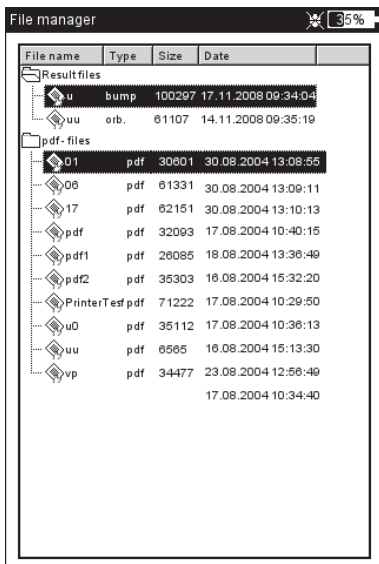 File manager 35%
File name Type Size Date
Result files
u bump 100297 17.11.2008 09:34:04
uu orb. 61107 14.11.2008 09:35:19
pdf-files
01 pdf 30601 30.08.2004 13:08:55
06 pdf 61331 30.08.2004 13:09:11
17 pdf 62151 30.08.2004 13:10:13
pdf pdf 32093 17.08.2004 10:40:15
pdf1 pdf 26085 18.08.2004 13:36:49
pdf2 pdf 35303 16.08.2004 15:32:20
PrinterTesf pdf 71222 17.08.2004 10:29:50
u0 pdf 35112 17.08.2004 10:36:13
uu pdf 6565 16.08.2004 15:13:30
vp pdf 34477 23.08.2004 12:56:49
17.08.2004 10:34:40